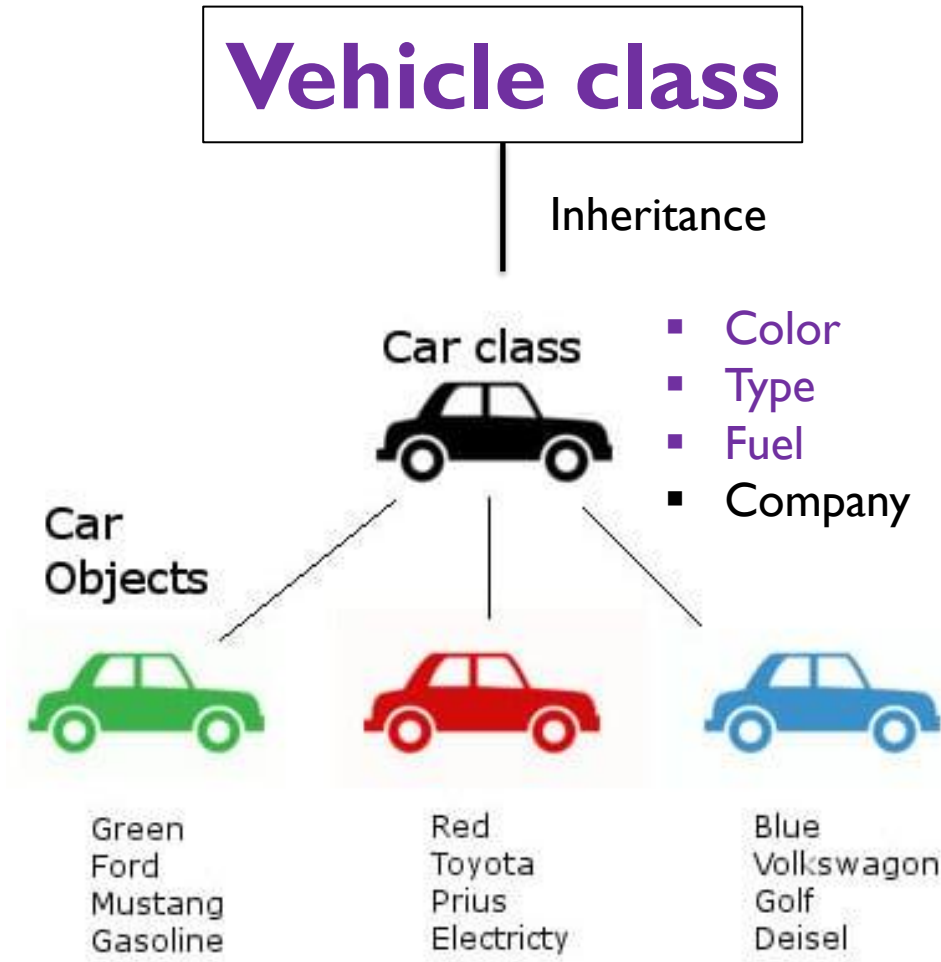 Vehicle class
Inheritance
Car class
Color
Type
Fuel
Company
Car
Objects
Green
Ford
Mustang
Gasoline
Red
Toyota
Prius
Electricty
Blue
Volkswagon
Golf
Deisel